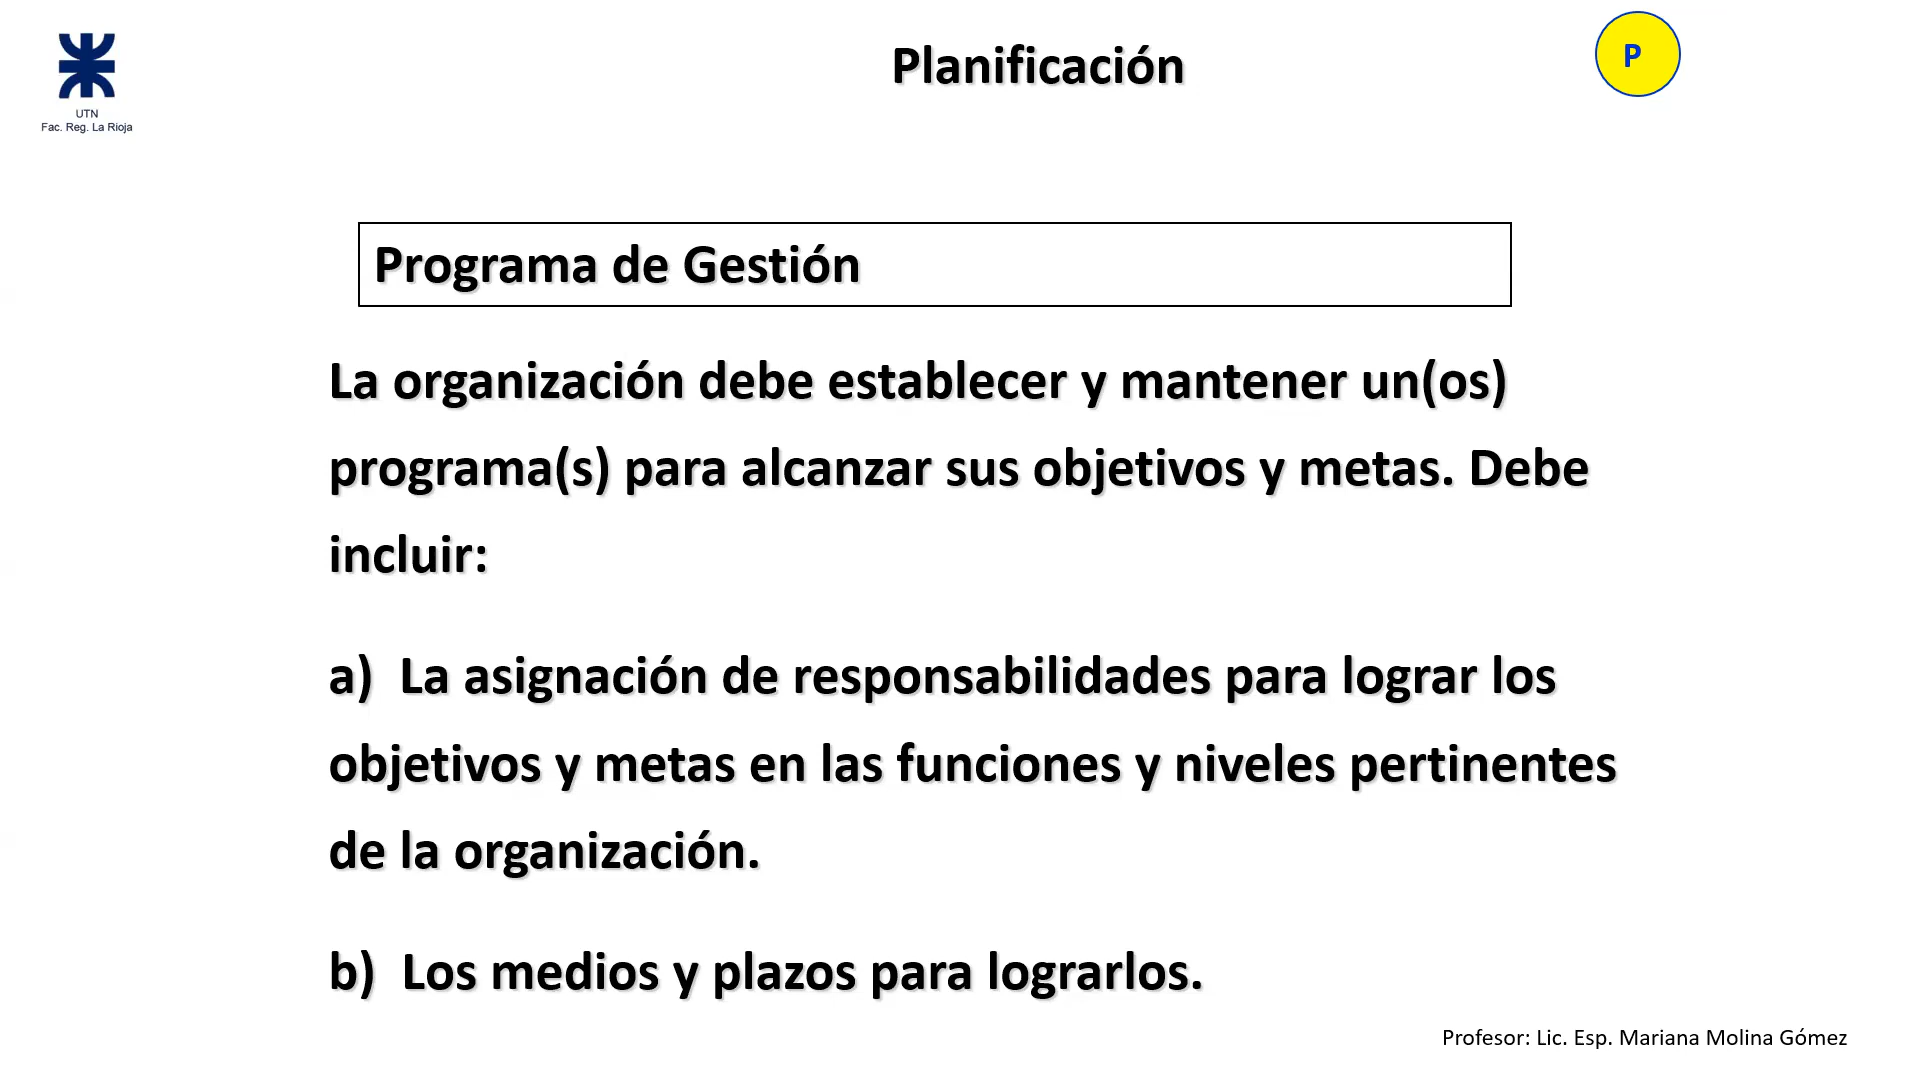 UTN
Fac. Reg. La Rioja
Planificación
P
Programa de Gestión
La organización debe establecer y mantener un(os)
programa(s) para alcanzar sus objetivos y metas. Debe
incluir:
a) La asignación de responsabilidades para lograr los
objetivos y metas en las funciones y niveles pertinentes
de la organización.
b) Los medios y plazos para lograrlos.
Profesor: Lic. Esp. Mariana Molina Gómez